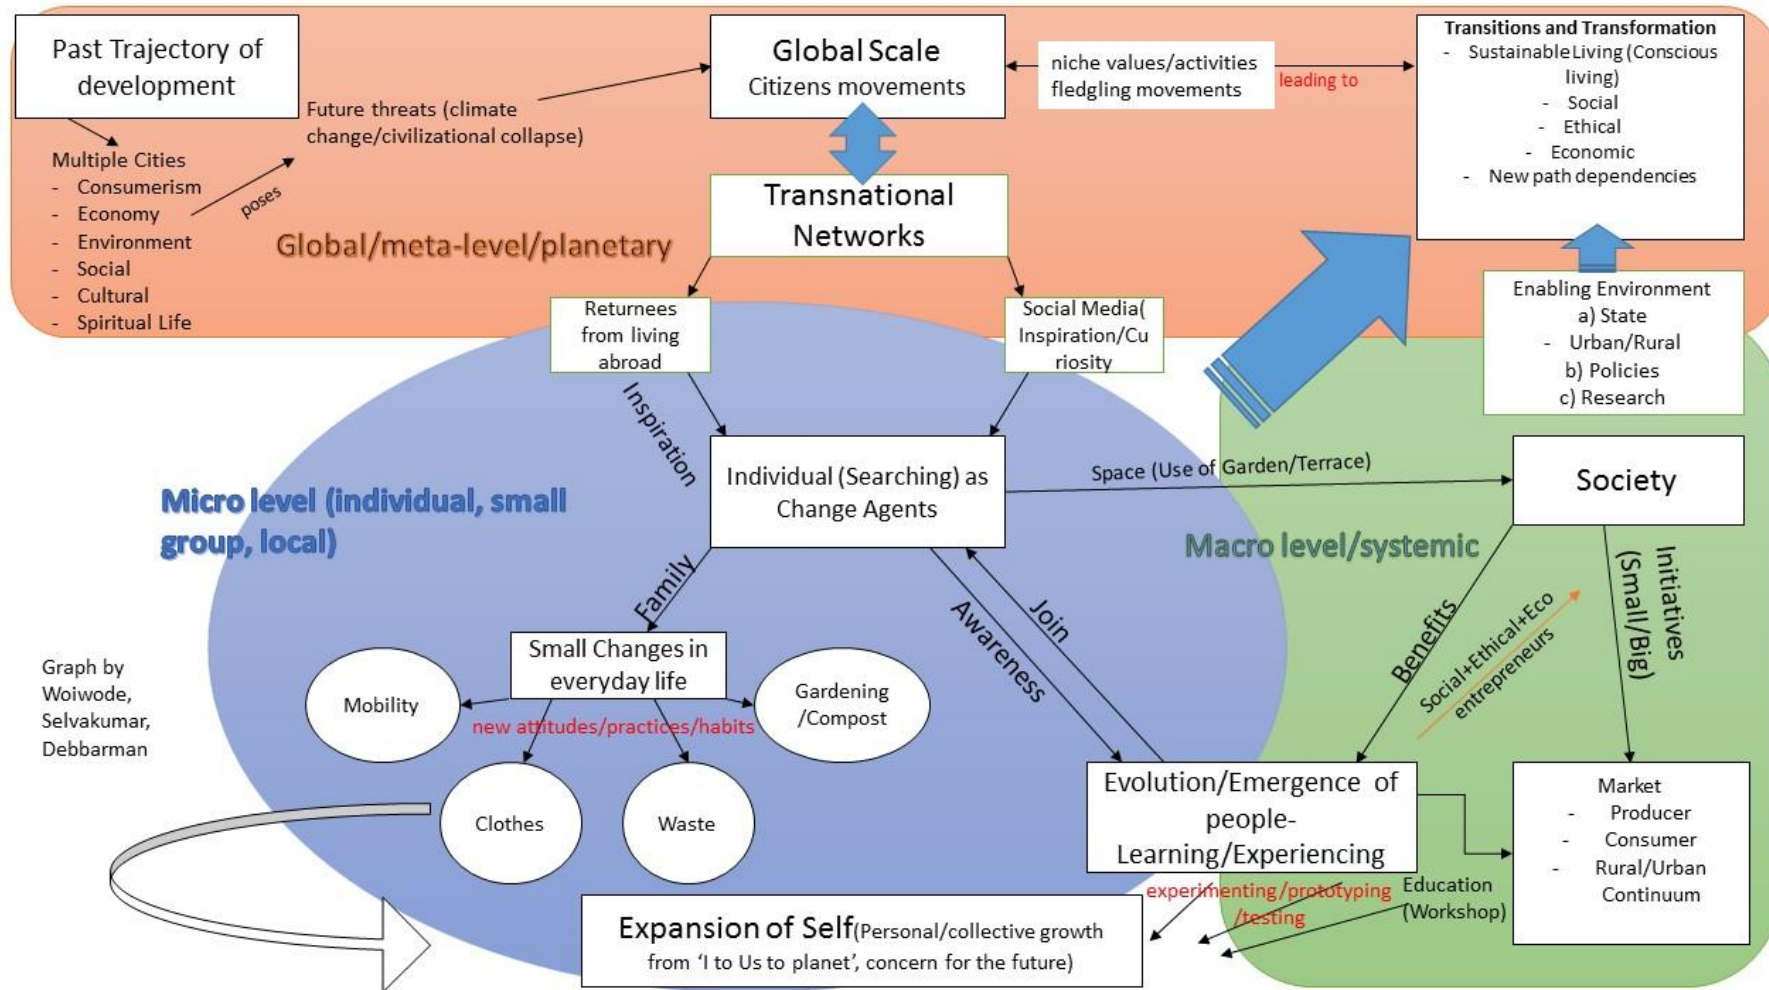 Past Trajectory of
development
Global Scale
Citizens movements
niche values/activities
fledgling movements
leading to
Transitions and Transformation
- Sustainable Living (Conscious
living)
- Social
- Ethical
- Economic
- New path dependencies
Future threats (climate
change/civilizational collapse)
Multiple Cities
- Consumerism
- Economy
- Environment
- Social
- Cultural
- Spiritual Life
poses
Transnational
Networks
Global/meta-level/planetary
Returnees
from living
abroad
Social Media(
Inspiration/Cu
riosity
Enabling Environment
a) State
- Urban/Rural
b) Policies
c) Research
Inspiration
Individual (Searching) as
Change Agents
Space (Use of Garden/Terrace)
Society
Micro level (individual, small
group, local)
Macro level/systemic
Family
Awareness
Join
Benefits
Social+Ethical+Eco
entrepreneurs
Initiatives
(Small/Big)
Small Changes in
everyday life
Mobility
Gardening
/Compost
new attitudes/practices/habits
Clothes
Waste
Graph by
Woiwode,
Selvakumar,
Debbarman
Evolution/Emergence of
people-
Learning/Experiencing
Market
- Producer
- Consumer
- Rural/Urban
Continuum
experimenting/prototyping
/testing
Education
(Workshop)
Expansion of Self(Personal/collective growth
from ‘I to Us to planet’, concern for the future)